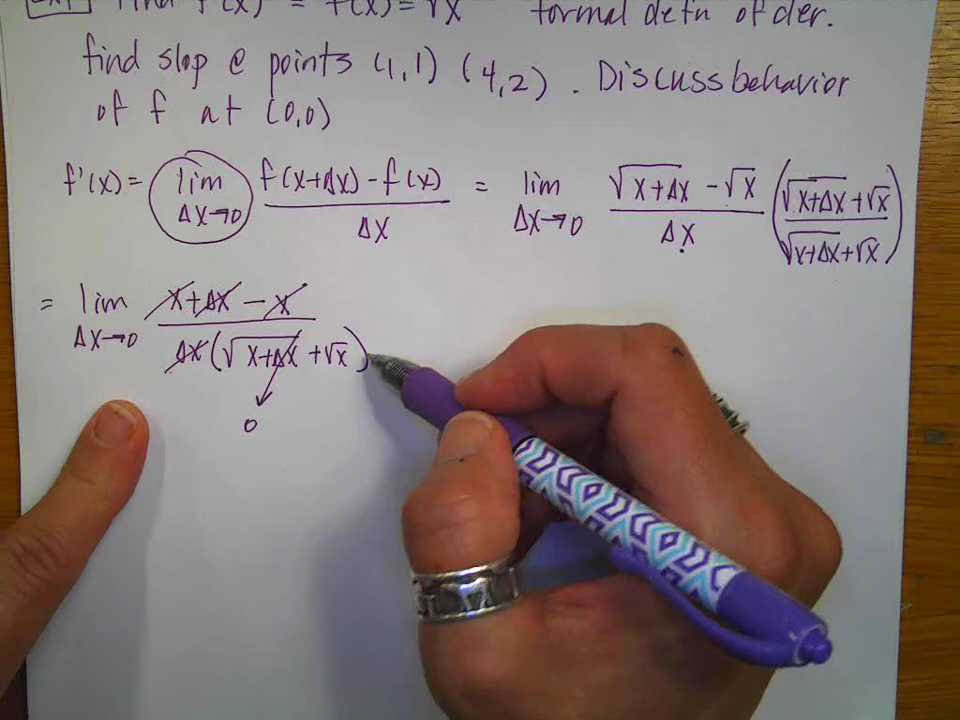 find f'(x) = f(x)=√x formal defn of der.
find slop @ points (1,1) (4,2) . Discuss behavior
of f at (0,0)
f'(x)= lim Δx→0 f(x+Δx)-f(x) / Δx = lim Δx→0 √x+Δx -√x / Δx (√x+Δx +√x / √x+Δx +√x)
= lim Δx→0 x+Δx-x / Δx(√x+Δx +√x)
0